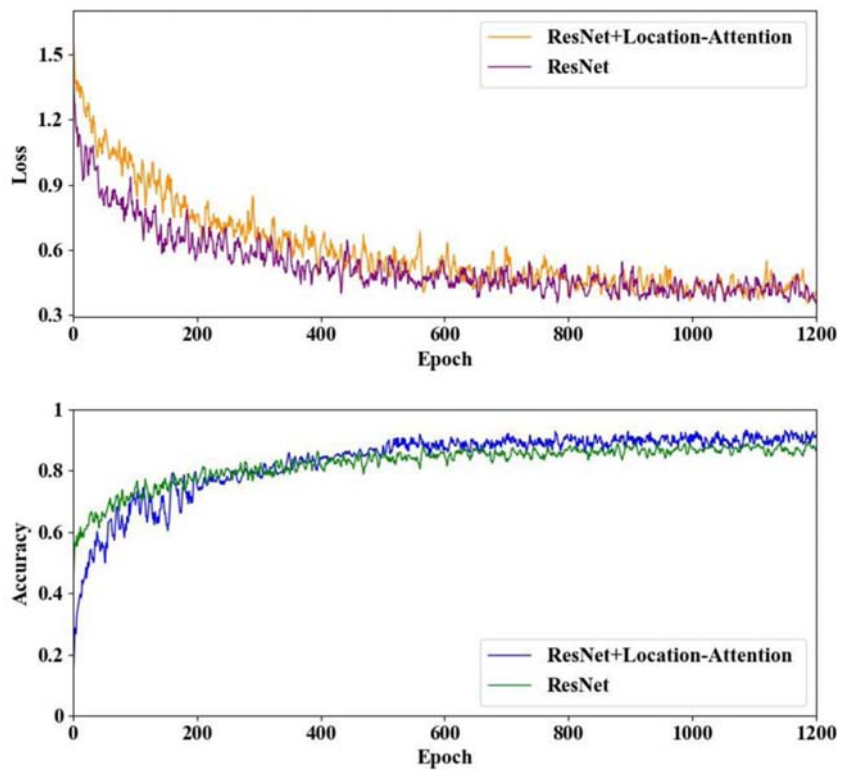 ResNet+Location-Attention
ResNet
1.5
1.2
0.9
0.6
0.3
Loss
0 200 400 600 800 1000 1200
Epoch
1
0.8
0.6
0.4
0.2
0
Accuracy
ResNet+Location-Attention
ResNet
0 200 400 600 800 1000 1200
Epoch